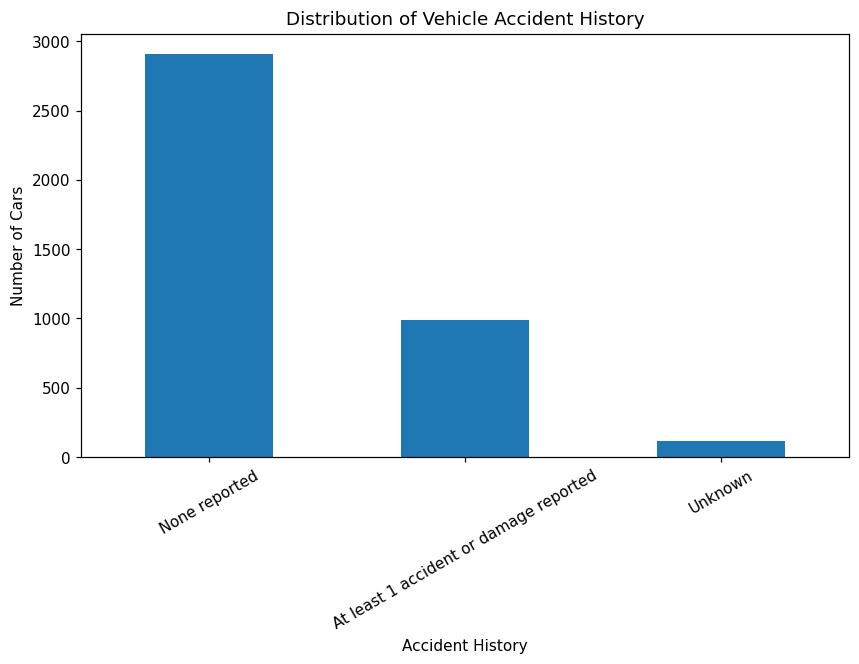 Distribution of Vehicle Accident History
Number of Cars
3000
2500
2000
1500
1000
500
0
None reported
At least 1 accident or damage reported
Unknown
Accident History